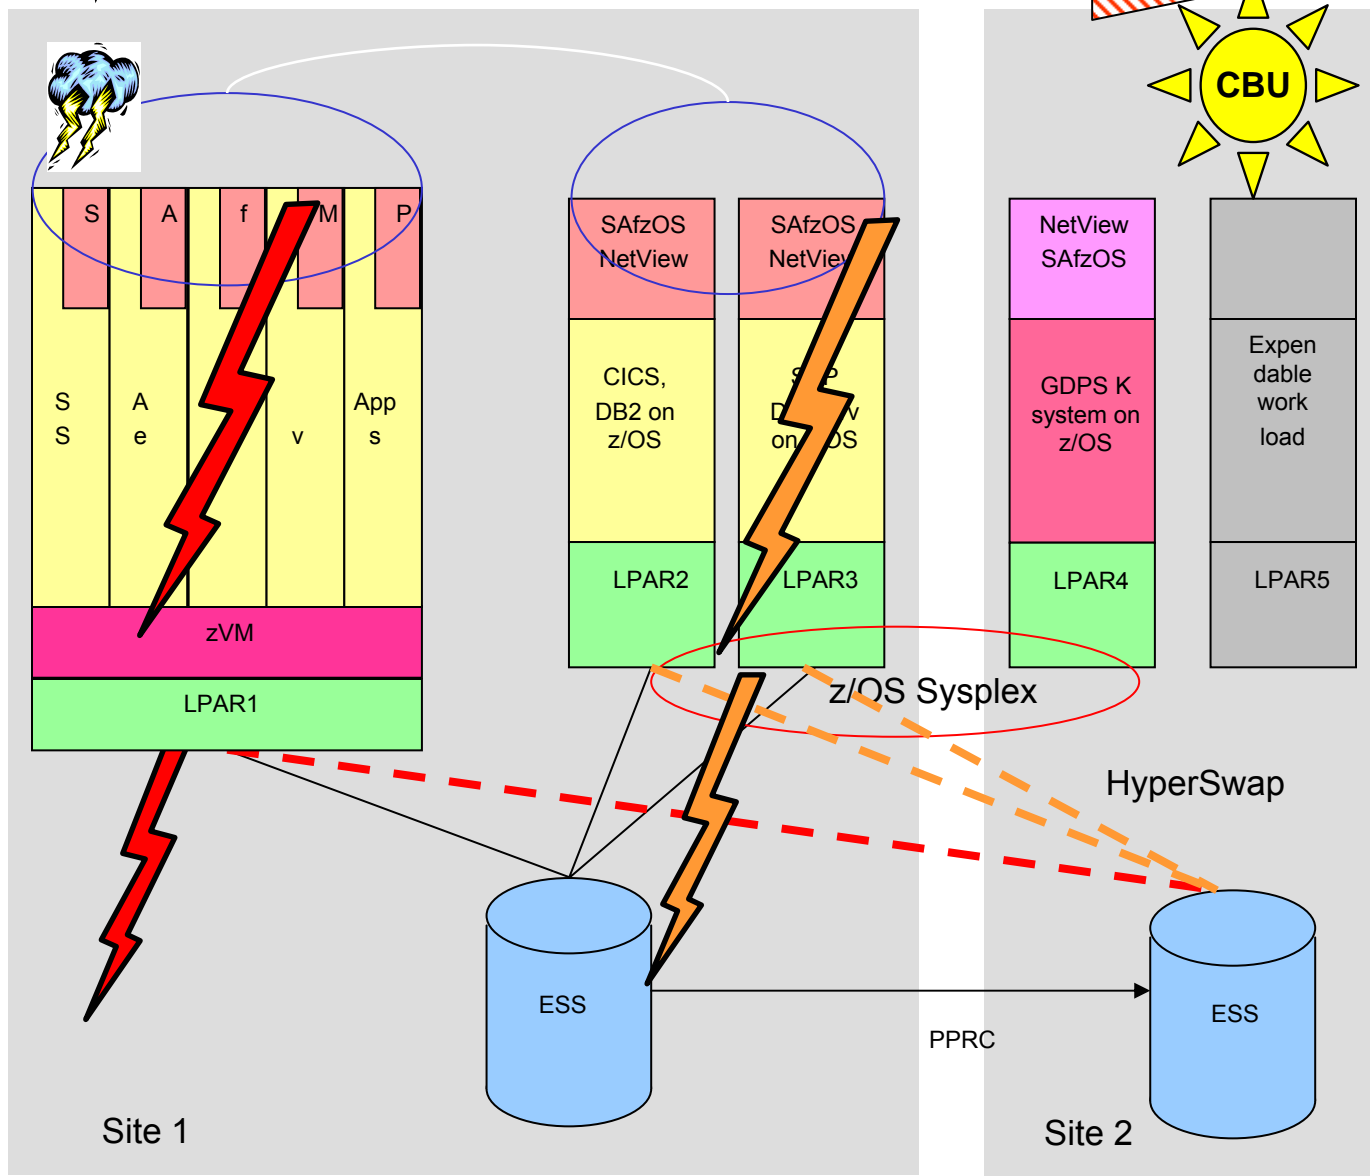 CBU
S A f M P
S
S
A
e
v
App
s
zVM
LPAR1
SAfzOS
NetView
CICS,
DB2 on
z/OS
LPAR2
SAfzOS
NetView
on
LPAR3
NetView
SAfzOS
GDPS K
system on
z/OS
LPAR4
Expen
dable
work
load
LPAR5
z/OS Sysplex
HyperSwap
ESS
PPRC
ESS
Site 1
Site 2